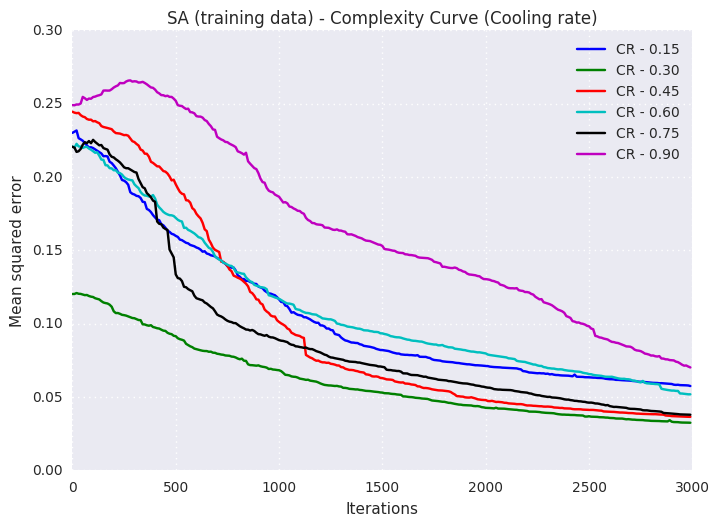 SA (training data) - Complexity Curve (Cooling rate)
Mean squared error
0.30
0.25
0.20
0.15
0.10
0.05
0.00
CR - 0.15
CR - 0.30
CR - 0.45
CR - 0.60
CR - 0.75
CR - 0.90
0 500 1000 1500 2000 2500 3000
Iterations